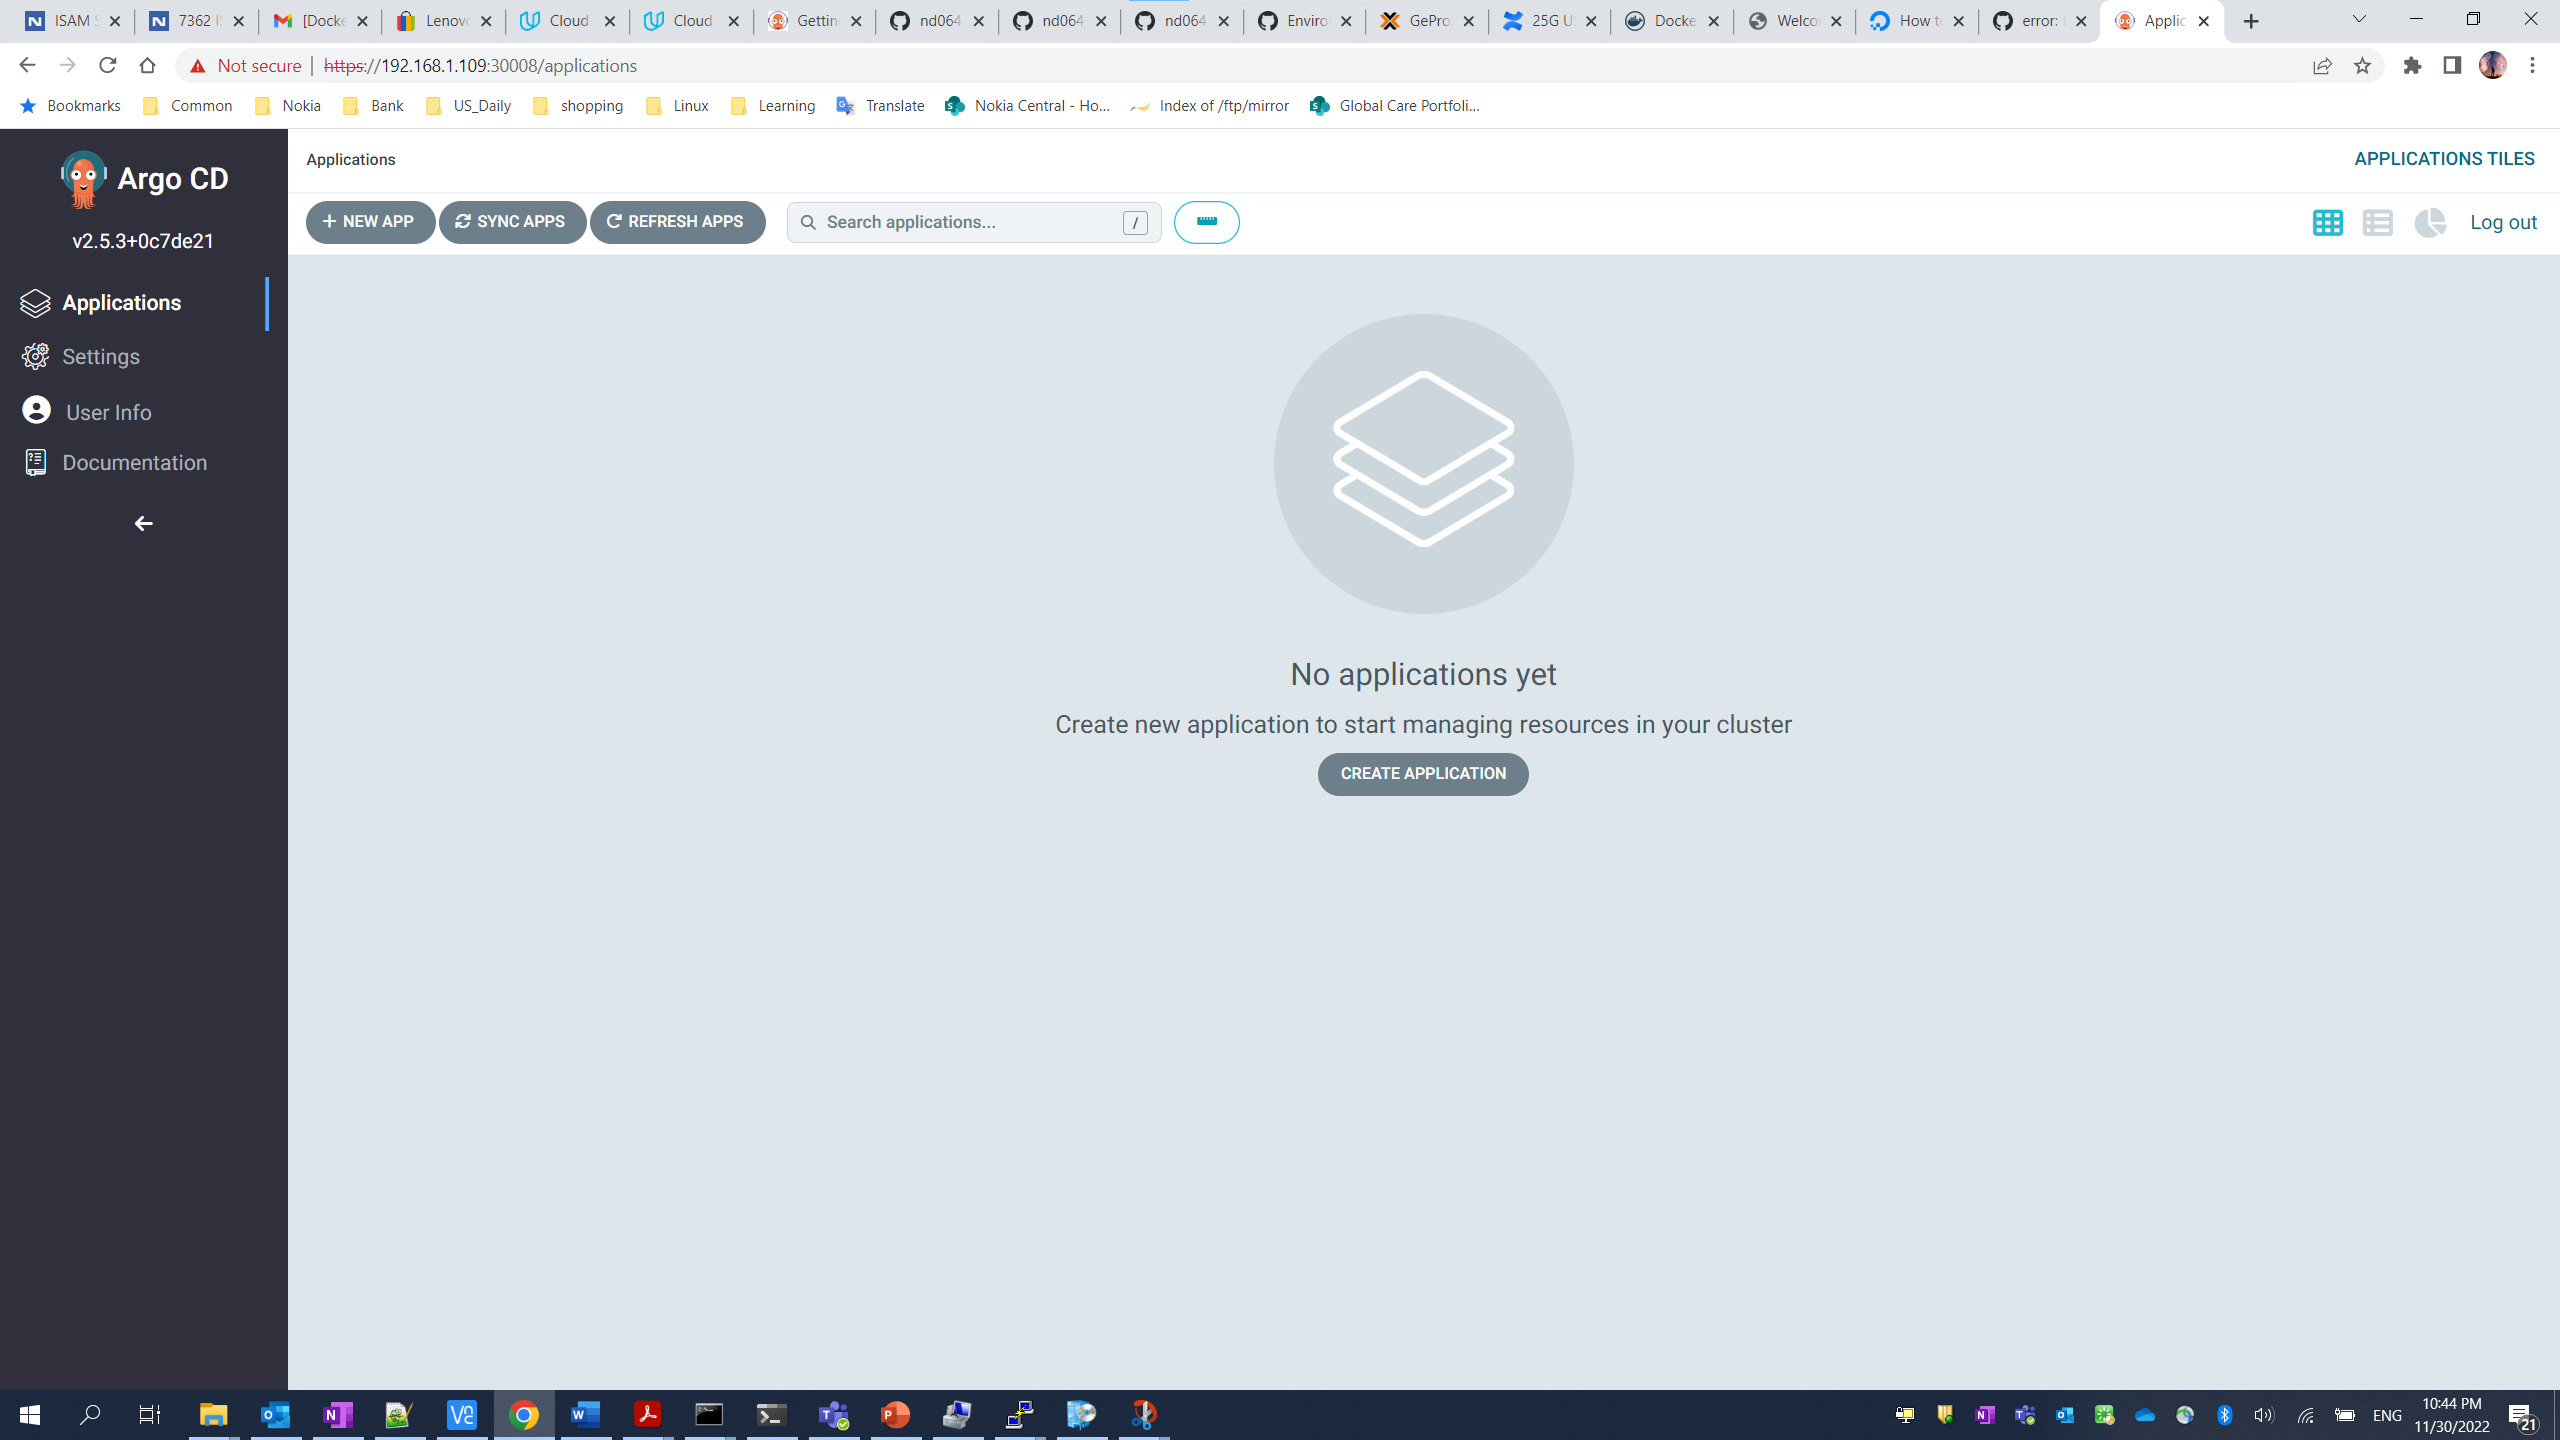 ISAM S
7362 IS
[Docke
Lenovo
Cloud
Cloud
Getting
nd064
nd064
nd064
Enviro
GePro
25G U
Docke
Welco
How t
error: f
Applic
Not secure
https://192.168.1.109:30008/applications
Bookmarks
Common
Nokia
Bank
US_Daily
shopping
Linux
Learning
Translate
Nokia Central - Ho...
Index of /ftp/mirror
Global Care Portfoli...
Argo CD
v2.5.3+0c7de21
Applications
Settings
User Info
Documentation
Applications
APPLICATIONS TILES
NEW APP
SYNC APPS
REFRESH APPS
Search applications...
/
Log out
No applications yet
Create new application to start managing resources in your cluster
CREATE APPLICATION
ENG
10:44 PM
11/30/2022
21